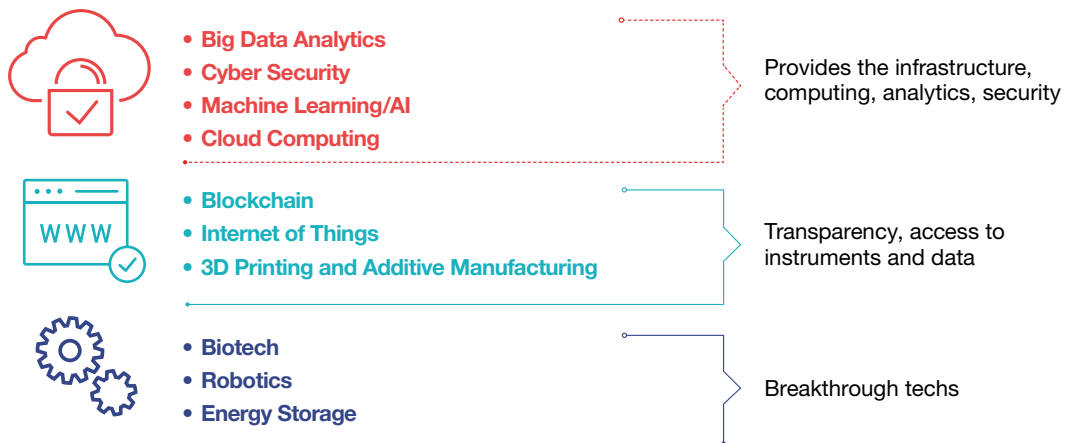 • Big Data Analytics
• Cyber Security
• Machine Learning/AI
• Cloud Computing
Provides the infrastructure,
computing, analytics, security
WWW
• Blockchain
• Internet of Things
• 3D Printing and Additive Manufacturing
Transparency, access to
instruments and data
• Biotech
• Robotics
• Energy Storage
Breakthrough techs